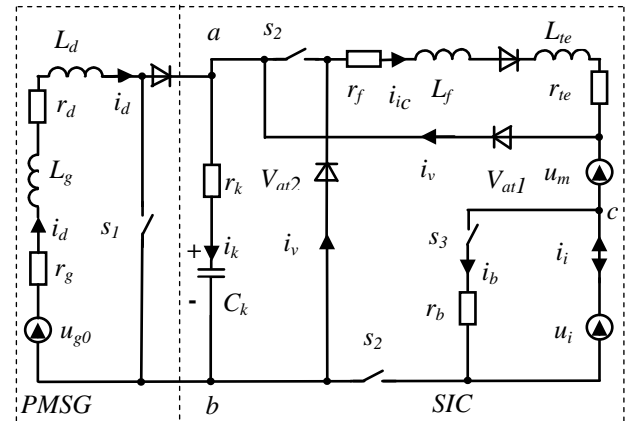 L_d
a
s_2
L_te
r_d
i_d
r_f
i_ic
L_f
r_te
L_g
i_v
r_k
V_at2
V_at1
u_m
i_d
s_1
+
i_k
i_v
c
s_3
i_i
r_g
-
C_k
i_b
r_b
u_g0
u_i
s_2
PMSG
b
SIC